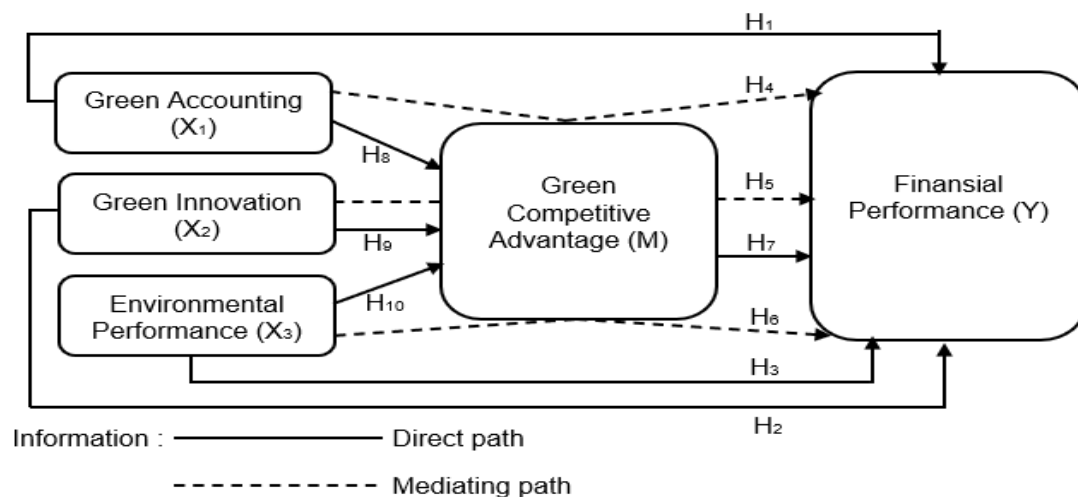 H₁
Green Accounting
(X₁)
H₄
H₈
Green Innovation
(X₂)
Green
Competitive
Advantage (M)
H₅
Finansial
Performance (Y)
H₉
H₇
Environmental
Performance (X₃)
H₁₀
H₆
H₃
H₂
Information :
Direct path
Mediating path